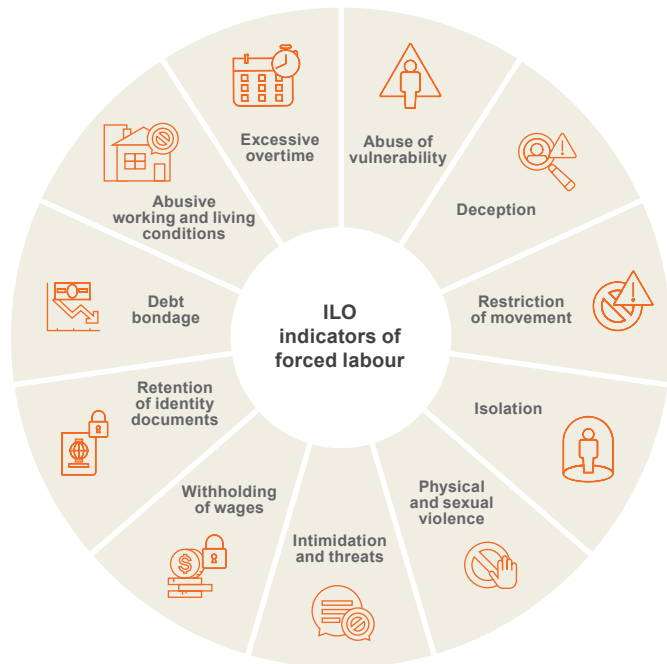 ILO
indicators of
forced labour
Abuse of
vulnerability
Deception
Restriction
of movement
Isolation
Physical
and sexual
violence
Intimidation
and threats
Withholding
of wages
$
Retention
of identity
documents
Debt
bondage
Abusive
working and living
conditions
Excessive
overtime